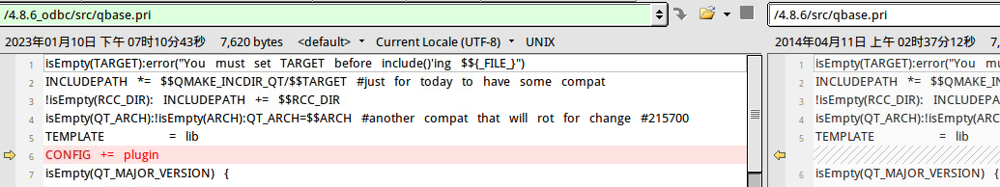 /4.8.6_odbc/src/qbase.pri
/4.8.6/src/qbase.pri
2023年01月10日 下午 07时10分43秒 7,620 bytes <default> Current Locale (UTF-8) UNIX
2014年04月11日 上午 02时37分12秒 7,
1 isEmpty(TARGET):error("You must set TARGET before include()'ing $${_FILE_}")
2 INCLUDEPATH *= $$QMAKE_INCDIR_QT/$$TARGET #just for today to have some compat
3 !isEmpty(RCC_DIR): INCLUDEPATH += $$RCC_DIR
4 isEmpty(QT_ARCH):!isEmpty(ARCH):QT_ARCH=$$ARCH #another compat that will rot for change #215700
5 TEMPLATE = lib
6 CONFIG += plugin
7 isEmpty(QT_MAJOR_VERSION) {
1 isEmpty(TARGET):error("You mu
2 INCLUDEPATH *= $$QMAKE_INCD
3 !isEmpty(RCC_DIR): INCLUDEPA
4 isEmpty(QT_ARCH):!isEmpty(ARCH
5 TEMPLATE = lib
6 isEmpty(QT_MAJOR_VERSION) {